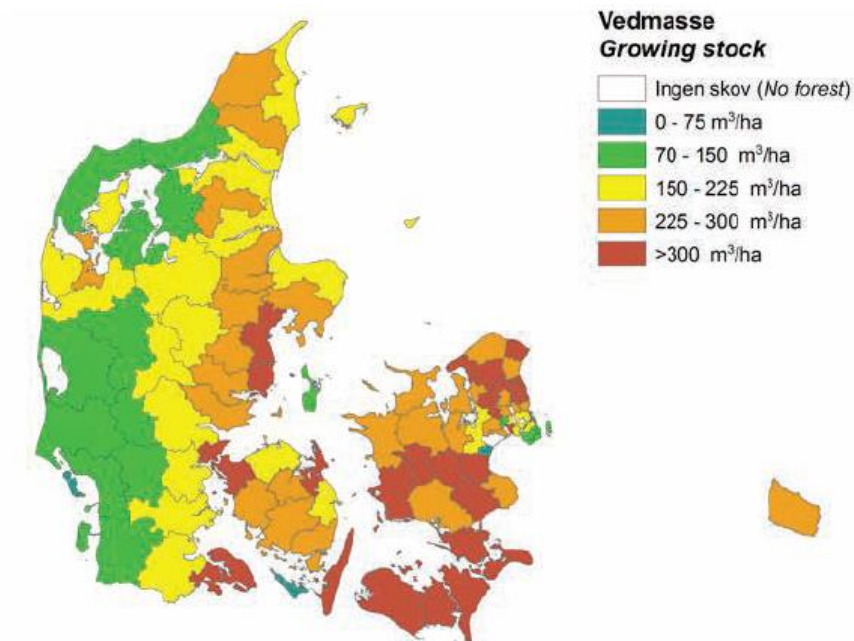 Vedmasse
Growing stock
Ingen skov (No forest)
0 - 75 m³/ha
70 - 150 m³/ha
150 - 225 m³/ha
225 - 300 m³/ha
>300 m³/ha